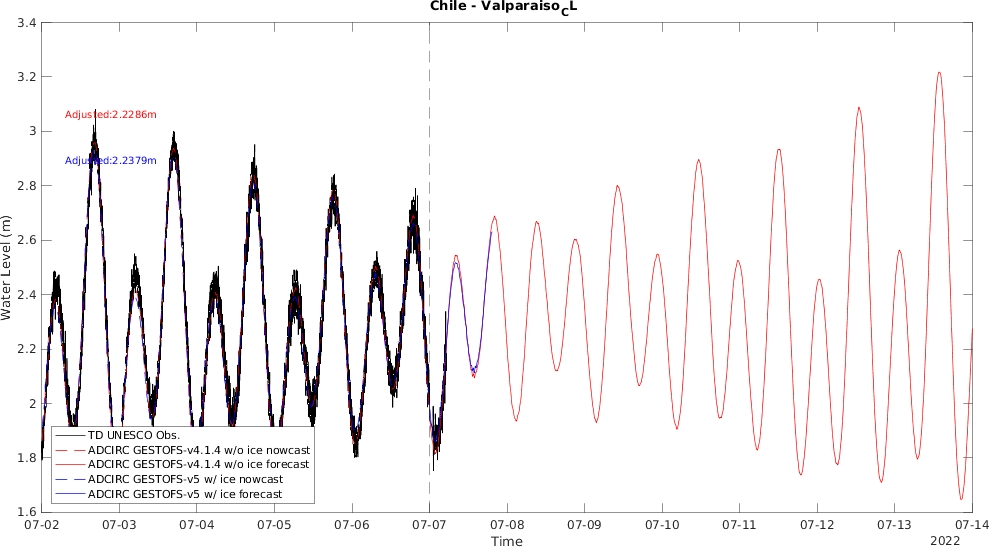 Chile - Valparaiso_CL
3.4
3.2
3
2.8
2.6
2.4
2.2
2
1.8
1.6
Water Level (m)
Adjusted:2.2286m
Adjusted:2.2379m
TD UNESCO Obs.
ADCIRC GESTOFS-v4.1.4 w/o ice nowcast
ADCIRC GESTOFS-v4.1.4 w/o ice forecast
ADCIRC GESTOFS-v5 w/ ice nowcast
ADCIRC GESTOFS-v5 w/ ice forecast
07-02 07-03 07-04 07-05 07-06 07-07 07-08 07-09 07-10 07-11 07-12 07-13 07-14
Time
2022